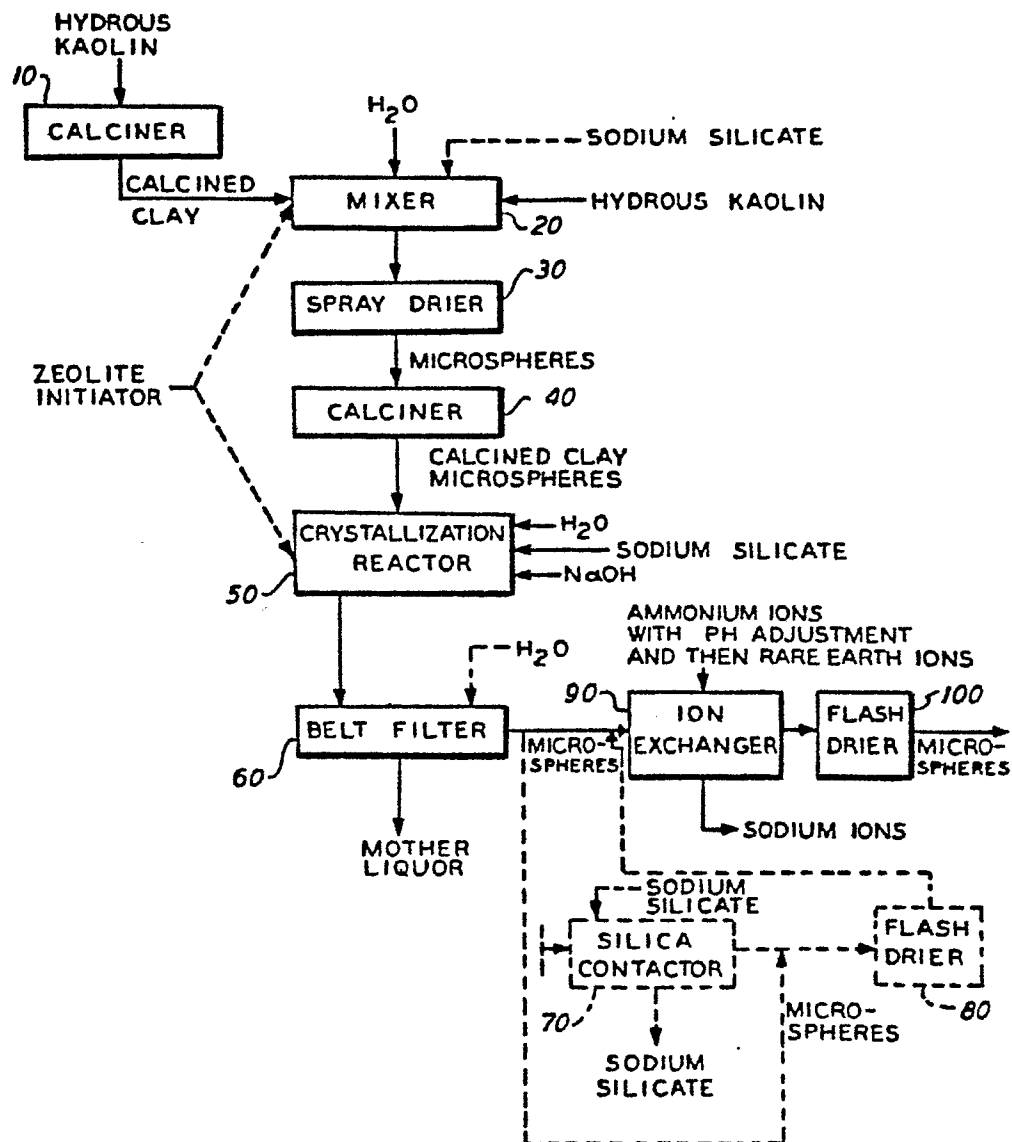 HYDROUS
KAOLIN
10
CALCINER
H2O
SODIUM SILICATE
CALCINED
CLAY
MIXER
HYDROUS KAOLIN
20
30
SPRAY DRIER
MICROSPHERES
ZEOLITE
INITIATOR
40
CALCINER
CALCINED CLAY
MICROSPHERES
CRYSTALLIZATION
REACTOR
H2O
SODIUM SILICATE
NaOH
50
AMMONIUM IONS
WITH PH ADJUSTMENT
AND THEN RARE EARTH IONS
H2O
90
100
BELT FILTER
60
MICRO-
SPHERES
ION
EXCHANGER
FLASH
DRIER
MICRO-
SPHERES
SODIUM IONS
MOTHER
LIQUOR
SODIUM
SILICATE
SILICA
CONTACTOR
70
FLASH
DRIER
80
MICRO-
SPHERES
SODIUM
SILICATE